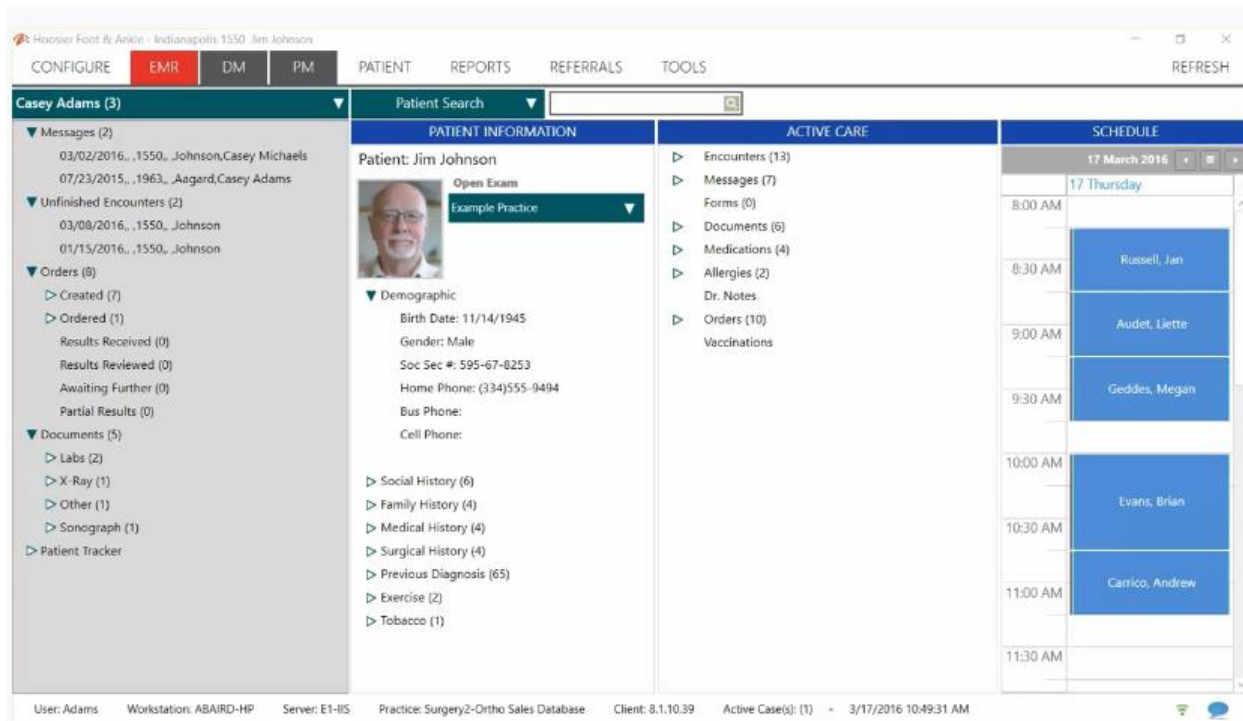 Hoosier Foot & Ankle - Indianapolis 1550 Jim Johnson
CONFIGURE EMR DM PM PATIENT REPORTS REFERRALS TOOLS REFRESH
Casey Adams (3)
Patient Search
Messages (2)
03/02/2016,, ,1550,, ,Johnson,Casey Michaels
07/23/2015,, ,1963,, ,Aagard,Casey Adams
Unfinished Encounters (2)
03/08/2016,, ,1550,, ,Johnson
01/15/2016,, ,1550,, ,Johnson
Orders (8)
Created (7)
Ordered (1)
Results Received (0)
Results Reviewed (0)
Awaiting Further (0)
Partial Results (0)
Documents (5)
Labs (2)
X-Ray (1)
Other (1)
Sonograph (1)
Patient Tracker
PATIENT INFORMATION
Patient: Jim Johnson
Open Exam
Example Practice
Demographic
Birth Date: 11/14/1945
Gender: Male
Soc Sec #: 595-67-8253
Home Phone: (334)555-9494
Bus Phone:
Cell Phone:
Social History (6)
Family History (4)
Medical History (4)
Surgical History (4)
Previous Diagnosis (65)
Exercise (2)
Tobacco (1)
ACTIVE CARE
Encounters (13)
Messages (7)
Forms (0)
Documents (6)
Medications (4)
Allergies (2)
Dr. Notes
Orders (10)
Vaccinations
SCHEDULE
17 March 2016
17 Thursday
8:00 AM
Russell, Jan
8:30 AM
Audet, Liette
9:00 AM
Geddes, Megan
9:30 AM
10:00 AM
Evans, Brian
10:30 AM
Carrico, Andrew
11:00 AM
11:30 AM
User: Adams Workstation: ABAIRD-HP Server: E1-IIS Practice: Surgery2-Ortho Sales Database Client: 8.1.10.39 Active Case(s): (1) 3/17/2016 10:49:31 AM